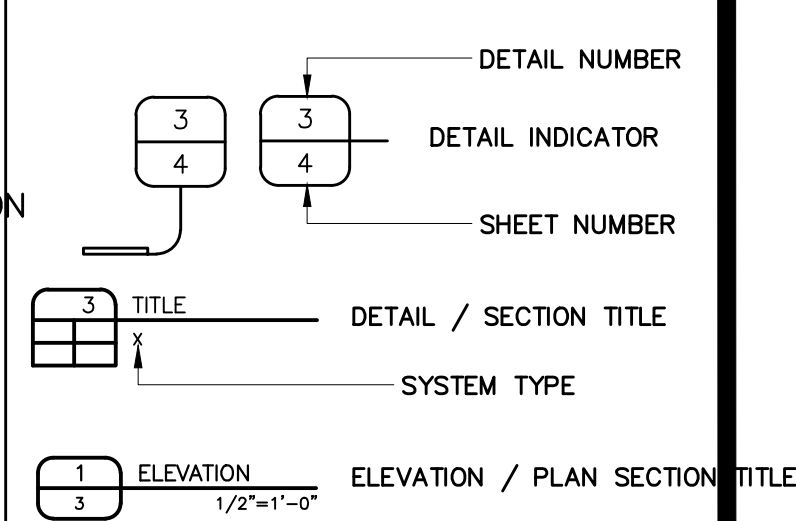 DETAIL NUMBER
3 3
DETAIL INDICATOR
4 4
ON
SHEET NUMBER
3 TITLE
DETAIL / SECTION TITLE
x
SYSTEM TYPE
1 ELEVATION
ELEVATION / PLAN SECTION TITLE
3 1/2"=1'-0"